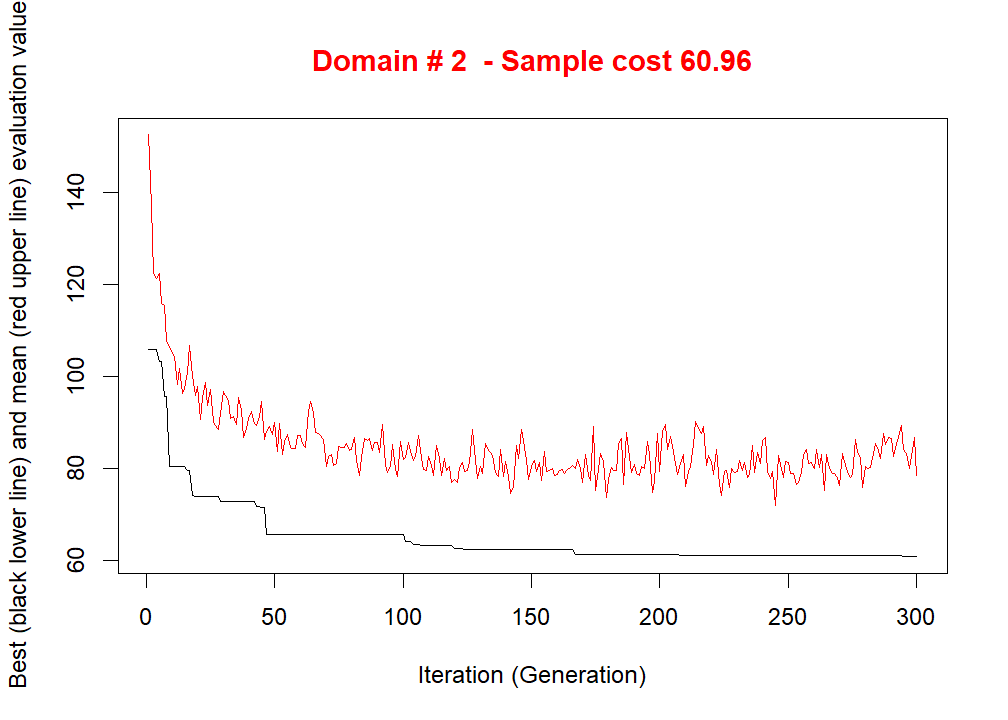 Domain # 2  - Sample cost 60.96
Best (black lower line) and mean (red upper line) evaluation value
140
120
100
80
60
0 50 100 150 200 250 300
Iteration (Generation)